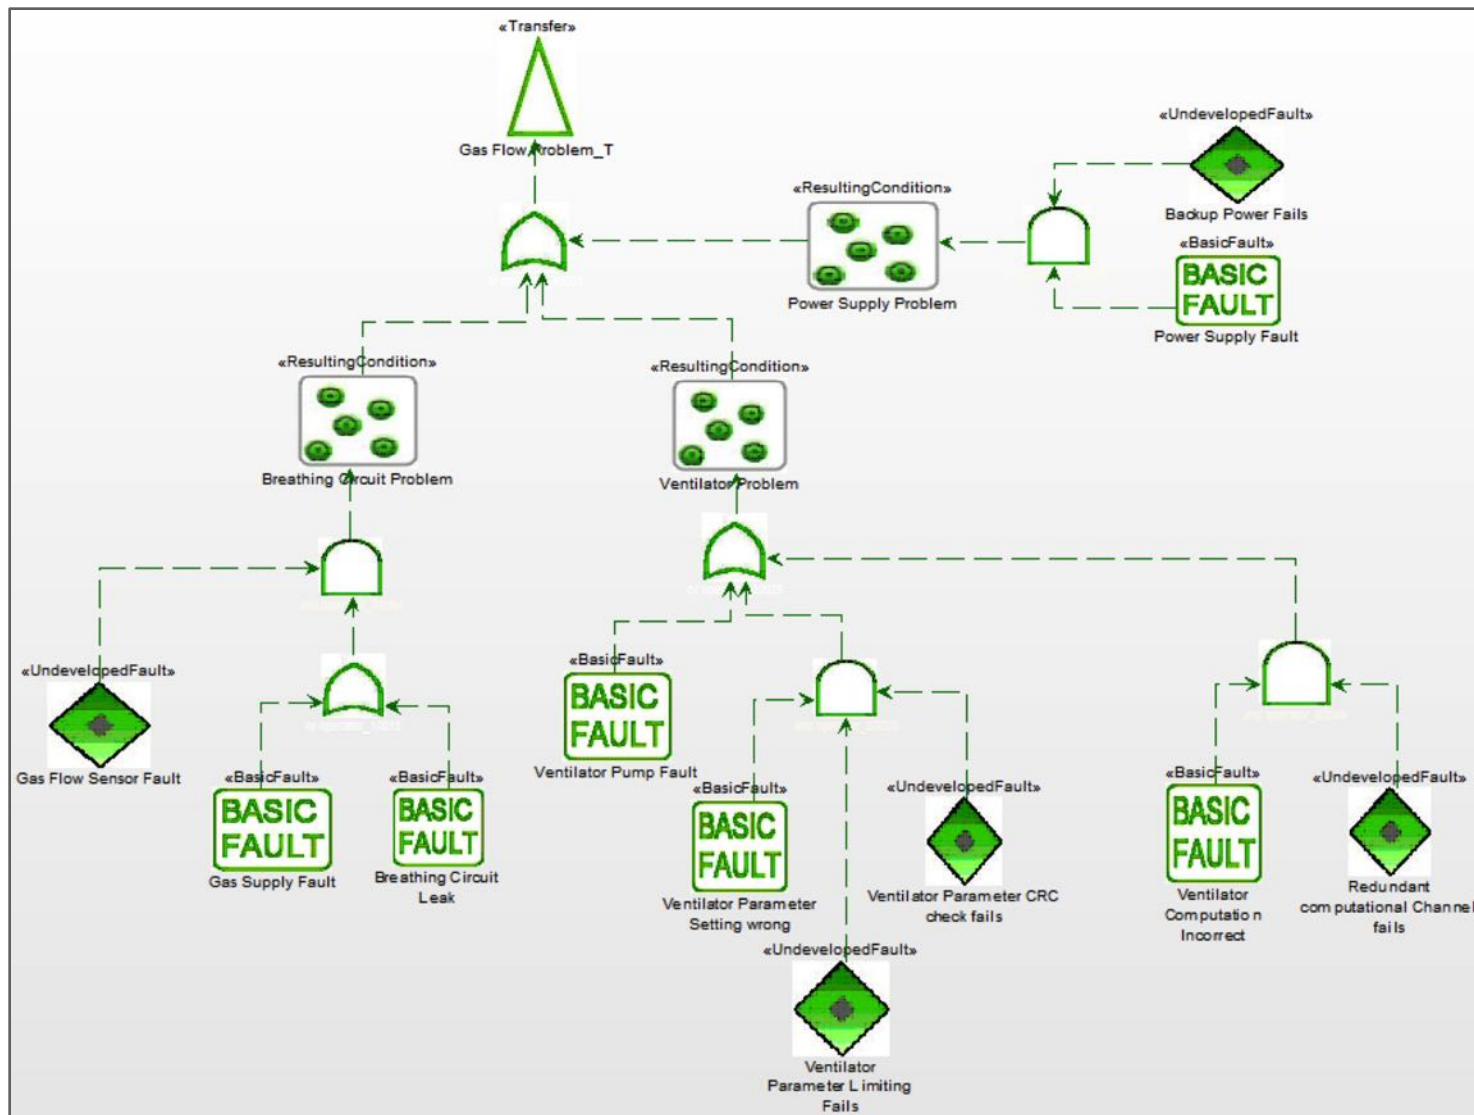 «Transfer»
Gas Flow Problem_T
«UndevelopedFault»
Backup Power Fails
«ResultingCondition»
Power Supply Problem
«BasicFault»
BASIC
FAULT
Power Supply Fault
«ResultingCondition»
Breathing Circuit Problem
«ResultingCondition»
Ventilator Problem
«UndevelopedFault»
Gas Flow Sensor Fault
«BasicFault»
BASIC
FAULT
Gas Supply Fault
«BasicFault»
BASIC
FAULT
Breathing Circuit
Leak
«BasicFault»
BASIC
FAULT
Ventilator Pump Fault
«BasicFault»
BASIC
FAULT
Ventilator Parameter
Setting wrong
«UndevelopedFault»
Ventilator Parameter CRC
check fails
«UndevelopedFault»
Ventilator
Parameter Limiting
Fails
«BasicFault»
BASIC
FAULT
Ventilator
Computation
Incorrect
«UndevelopedFault»
Redundant
computational Channel
fails